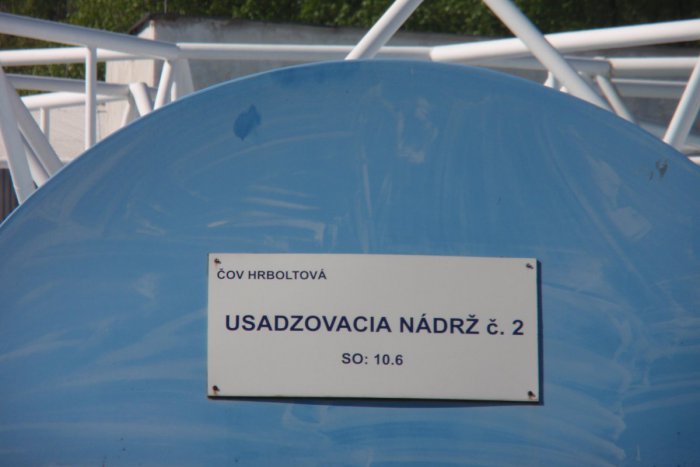 ČOV HRBOLTOVÁ
USADZOVACIA NÁDRŽ č. 2
SO: 10.6